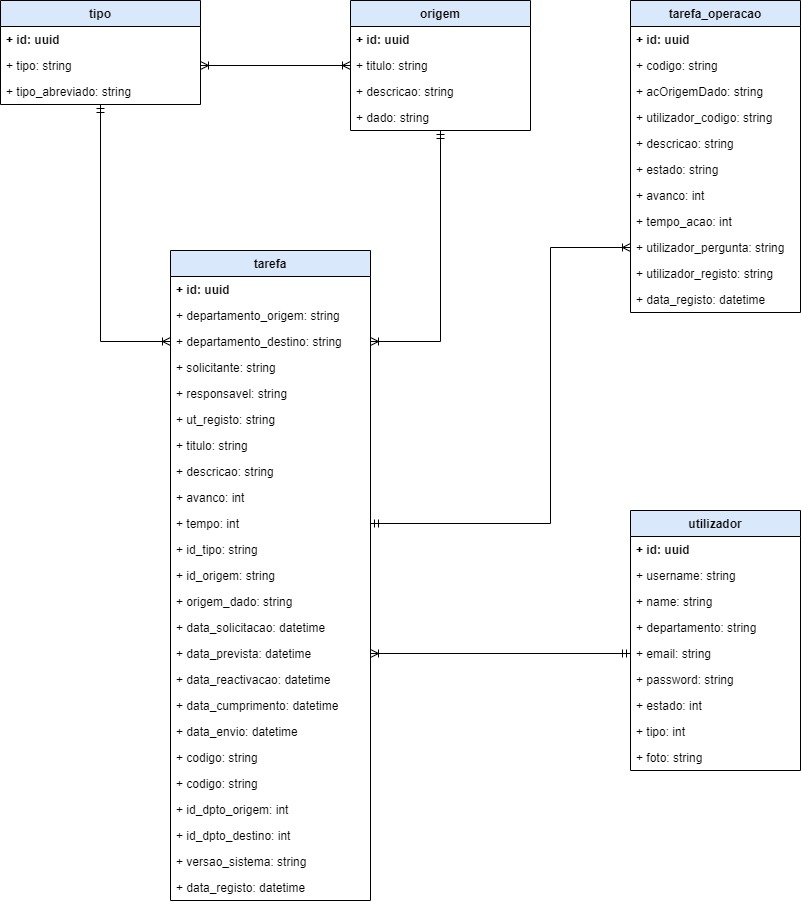 tipo
+ id: uuid
+ tipo: string
+ tipo_abreviado: string
origem
+ id: uuid
+ titulo: string
+ descricao: string
+ dado: string
tarefa_operacao
+ id: uuid
+ codigo: string
+ acOrigemDado: string
+ utilizador_codigo: string
+ descricao: string
+ estado: string
+ avanco: int
+ tempo_acao: int
+ utilizador_pergunta: string
+ utilizador_registo: string
+ data_registo: datetime
tarefa
+ id: uuid
+ departamento_origem: string
+ departamento_destino: string
+ solicitante: string
+ responsavel: string
+ ut_registo: string
+ titulo: string
+ descricao: string
+ avanco: int
+ tempo: int
+ id_tipo: string
+ id_origem: string
+ origem_dado: string
+ data_solicitacao: datetime
+ data_prevista: datetime
+ data_reactivacao: datetime
+ data_cumprimento: datetime
+ data_envio: datetime
+ codigo: string
+ codigo: string
+ id_dpto_origem: int
+ id_dpto_destino: int
+ versao_sistema: string
+ data_registo: datetime
utilizador
+ id: uuid
+ username: string
+ name: string
+ departamento: string
+ email: string
+ password: string
+ estado: int
+ tipo: int
+ foto: string